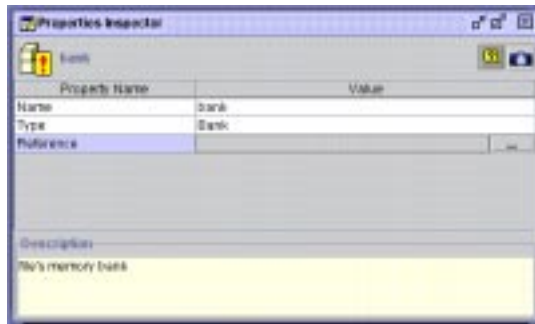 Properties Inspector
bank
Property Name Value
Name bank
Type Bank
Reference ...
Description
file's memory bank